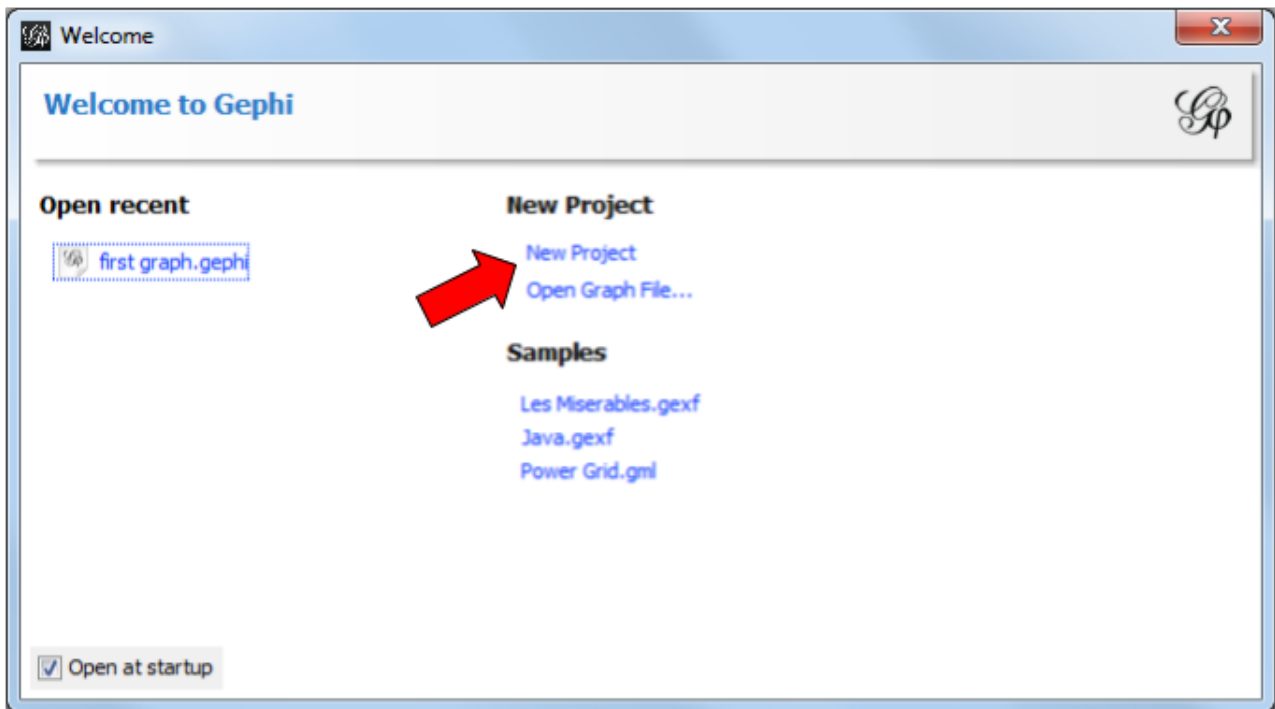 Welcome
Welcome to Gephi
Open recent
first graph.gephi
New Project
New Project
Open Graph File...
Samples
Les Miserables.gexf
Java.gexf
Power Grid.gml
Open at startup